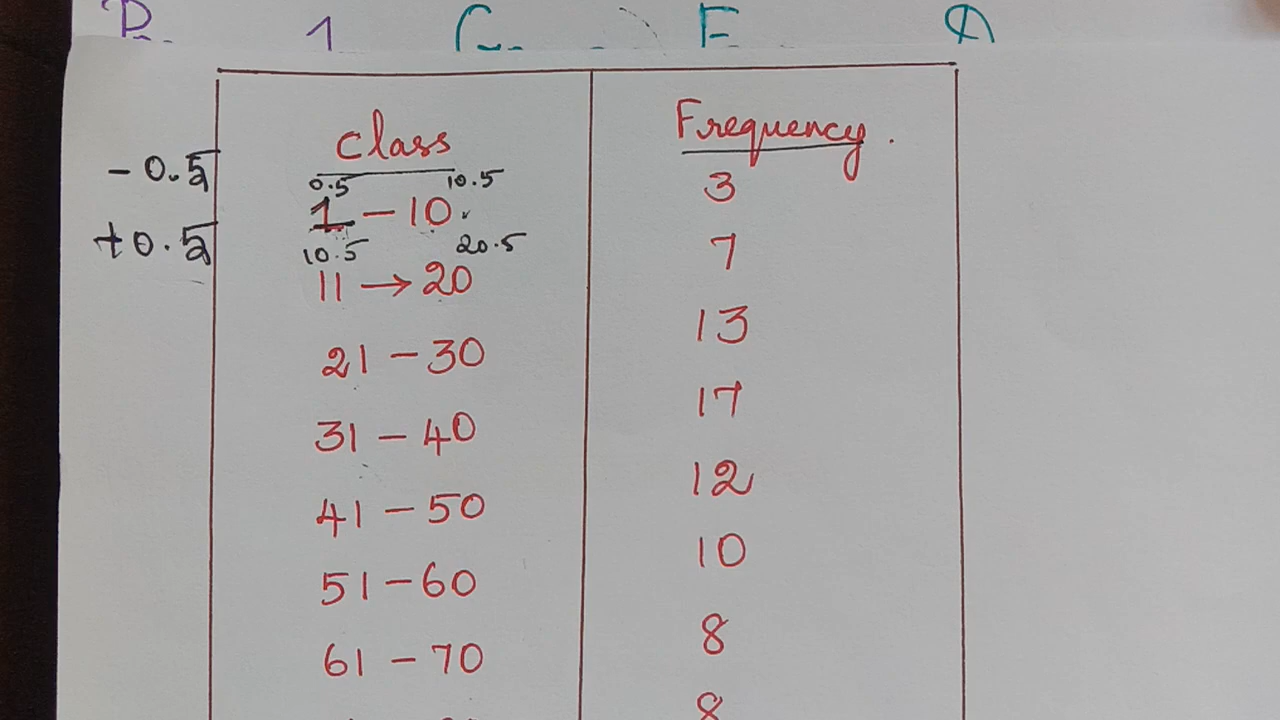 Class Frequency.
-0.5 0.5 10.5 3
1 - 10
+0.5 10.5 20.5 7
11 → 20
21 - 30 13
31 - 40 17
41 - 50 12
51 - 60 10
61 - 70 8
8